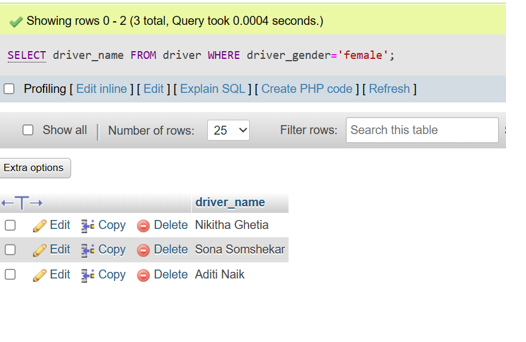 Showing rows 0 - 2 (3 total, Query took 0.0004 seconds.)
SELECT driver_name FROM driver WHERE driver_gender='female';
Profiling [ Edit inline ] [ Edit ] [ Explain SQL ] [ Create PHP code ] [ Refresh ]
Show all | Number of rows: 25 Filter rows: Search this table
Extra options
←T→ driver_name
Edit Copy Delete Nikitha Ghetia
Edit Copy Delete Sona Somshekar
Edit Copy Delete Aditi Naik